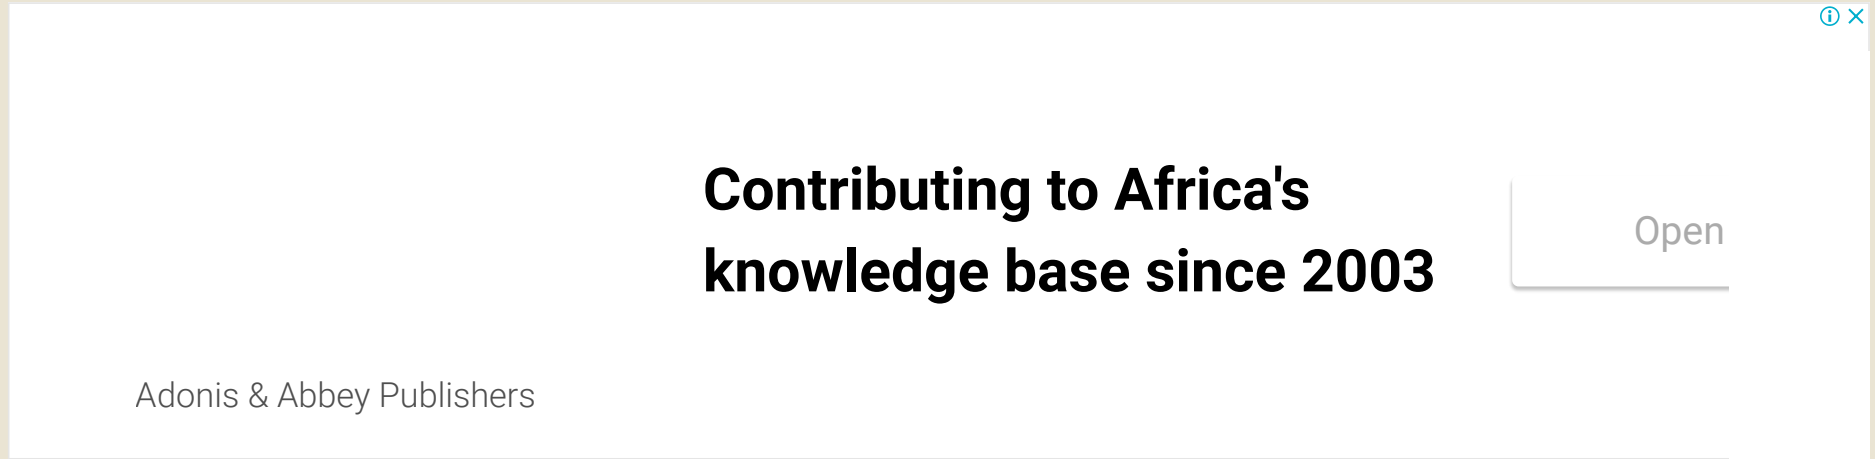 Contributing to Africa's
knowledge base since 2003
Open
Adonis & Abbey Publishers